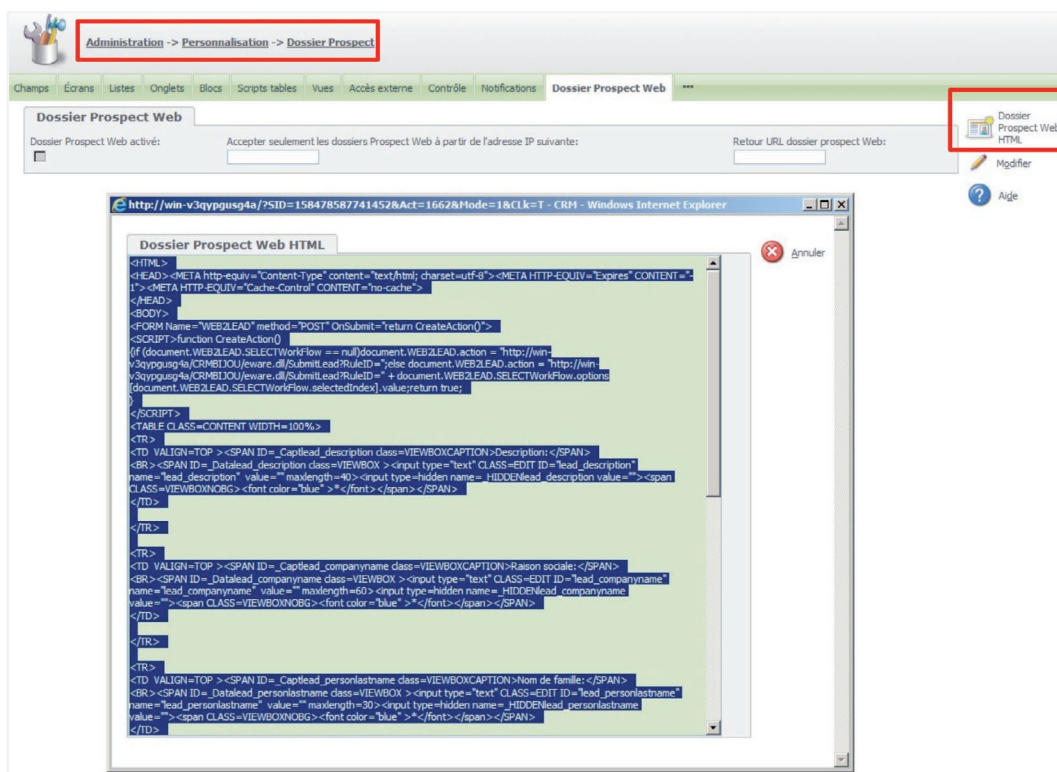 Administration -> Personnalisation -> Dossier Prospect
Champs Écrans Listes Onglets Blocs Scripts tables Vues Accès externe Contrôle Notifications Dossier Prospect Web
Dossier Prospect Web
Dossier Prospect Web activé: Accepter seulement les dossiers Prospect Web à partir de l'adresse IP suivante: Retour URL dossier prospect Web:
Dossier
Prospect Web
HTML
Modifier
Aide
http://win-v3qypgusg4a/?SID=158478587741452&Act=1662&Mode=1&CLk=T - CRM - Windows Internet Explorer
Dossier Prospect Web HTML
Annuler
<HTML>
<HEAD><META http-equiv="Content-Type" content="text/html; charset=utf-8"><META HTTP-EQUIV="Expires" CONTENT="-
1"><META HTTP-EQUIV="Cache-Control" CONTENT="no-cache">
</HEAD>
<BODY>
<FORM Name="WEB2LEAD" method="POST" OnSubmit="return CreateAction()">
<SCRIPT>function CreateAction()
{if (document.WEB2LEAD.SELECTWorkFlow == null)document.WEB2LEAD.action = "http://win-
v3qypgusg4a/CRMBIJOU/eware.dll/SubmitLead?RuleID=";else document.WEB2LEAD.action = "http://win-
v3qypgusg4a/CRMBIJOU/eware.dll/SubmitLead?RuleID=" + document.WEB2LEAD.SELECTWorkFlow.options
[document.WEB2LEAD.SELECTWorkFlow.selectedIndex].value;return true;
}
</SCRIPT>
<TABLE CLASS=CONTENT WIDTH=100%>
<TR>
<TD VALIGN=TOP ><SPAN ID=_Captlead_description class=VIEWBOXCAPTION>Description:</SPAN>
<BR><SPAN ID=_Datalead_description class=VIEWBOX ><input type="text" CLASS=EDIT ID="lead_description"
name="lead_description" value="" maxlength=40><input type=hidden name=_HIDDENlead_description value=""><span
CLASS=VIEWBOXNOBG><font color="blue" >*</font></span></SPAN>
</TD>
</TR>
<TR>
<TD VALIGN=TOP ><SPAN ID=_Captlead_companyname class=VIEWBOXCAPTION>Raison sociale:</SPAN>
<BR><SPAN ID=_Datalead_companyname class=VIEWBOX ><input type="text" CLASS=EDIT ID="lead_companyname"
name="lead_companyname" value="" maxlength=60><input type=hidden name=_HIDDENlead_companyname
value=""><span CLASS=VIEWBOXNOBG><font color="blue" >*</font></span></SPAN>
</TD>
</TR>
<TR>
<TD VALIGN=TOP ><SPAN ID=_Captlead_personlastname class=VIEWBOXCAPTION>Nom de famille:</SPAN>
<BR><SPAN ID=_Datalead_personlastname class=VIEWBOX ><input type="text" CLASS=EDIT ID="lead_personlastname"
name="lead_personlastname" value="" maxlength=30><input type=hidden name=_HIDDENlead_personlastname
value=""><span CLASS=VIEWBOXNOBG><font color="blue" >*</font></span></SPAN>
</TD>